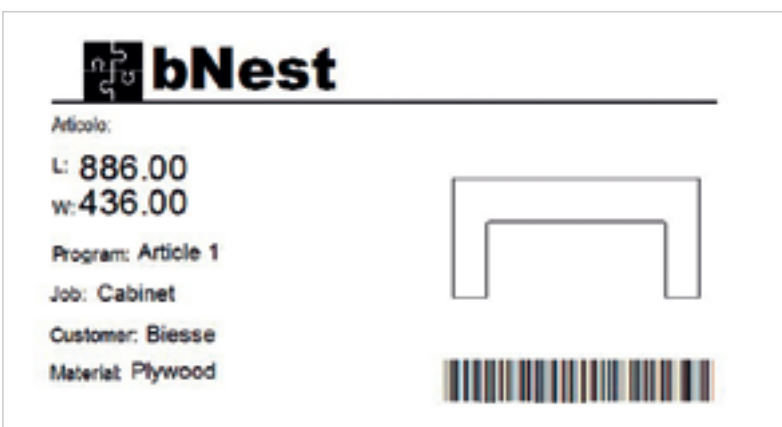 bNest
Articolo:
L: 886.00
W: 436.00
Program: Article 1
Job: Cabinet
Customer: Biesse
Material: Plywood